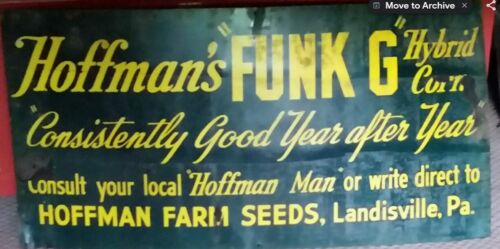 Move to Archive ×
Hoffman's "FUNK G" Hybrid Corn
"Consistently Good Year after Year"
Consult your local "Hoffman Man" or write direct to
HOFFMAN FARM SEEDS, Landisville, Pa.